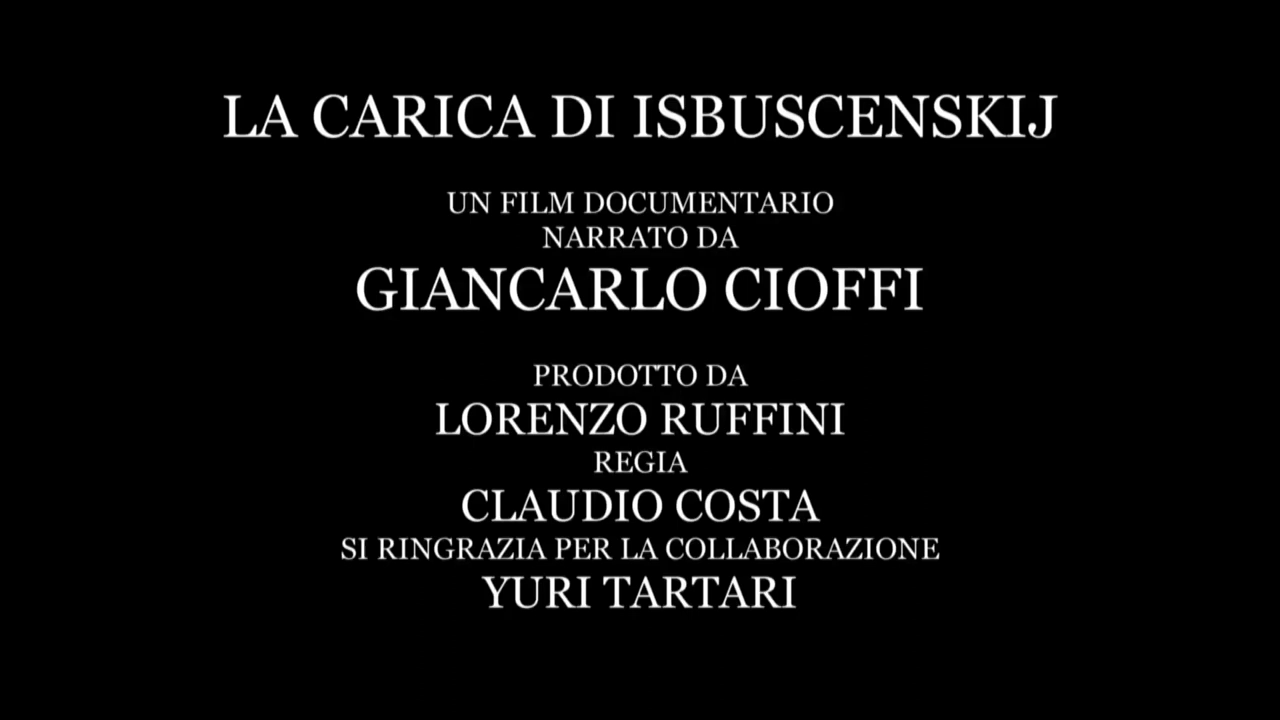 LA CARICA DI ISBUSCENSKIJ
UN FILM DOCUMENTARIO
NARRATO DA
GIANCARLO CIOFFI
PRODOTTO DA
LORENZO RUFFINI
REGIA
CLAUDIO COSTA
SI RINGRAZIA PER LA COLLABORAZIONE
YURI TARTARI